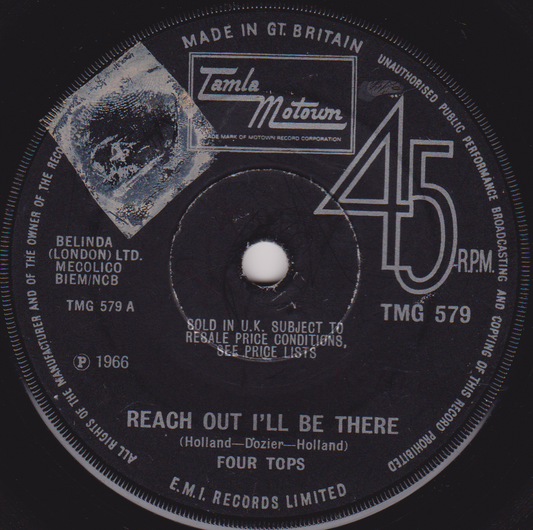 MADE IN GT. BRITAIN
UNAUTHORISED PUBLIC PERFORMANCE BROADCASTING AND COPYING OF THIS RECORD PROHIBITED
ALL RIGHTS OF THE MANUFACTURER AND OF THE OWNER OF THE
Tamla
Motown
TRADE MARK OF MOTOWN RECORD CORPORATION
45
R.P.M.
BELINDA
(LONDON) LTD.
MECOLICO
BIEM/NCB
TMG 579 A
TMG 579
SOLD IN U.K. SUBJECT TO
RESALE PRICE CONDITIONS,
SEE PRICE LISTS
℗ 1966
REACH OUT I'LL BE THERE
(Holland—Dozier—Holland)
FOUR TOPS
E.M.I. RECORDS LIMITED